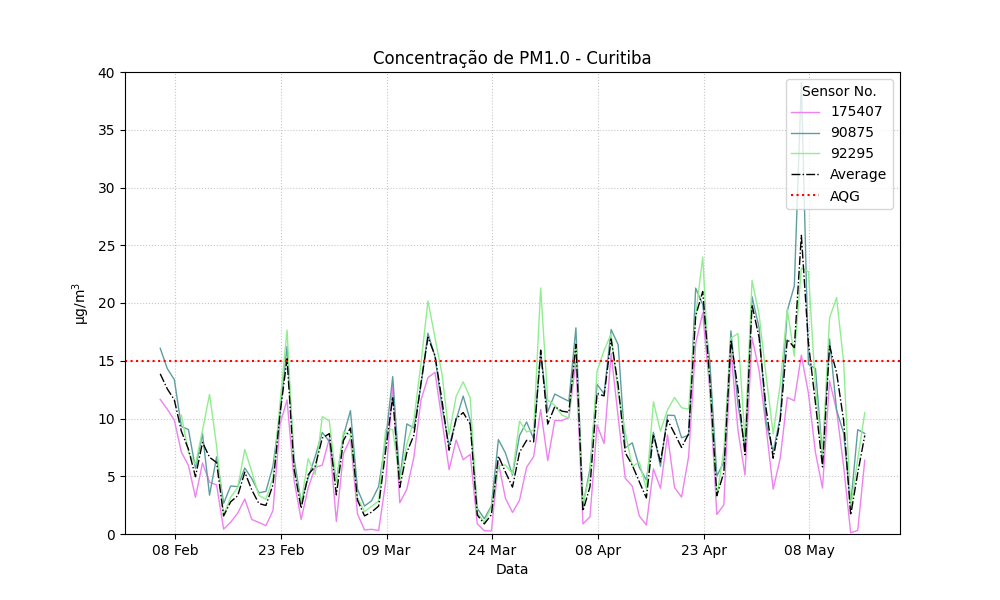 Concentração de PM1.0 - Curitiba
40
35
30
25
20
15
10
5
0
µg/m³
Sensor No.
175407
90875
92295
Average
AQG
08 Feb
23 Feb
09 Mar
24 Mar
08 Apr
23 Apr
08 May
Data